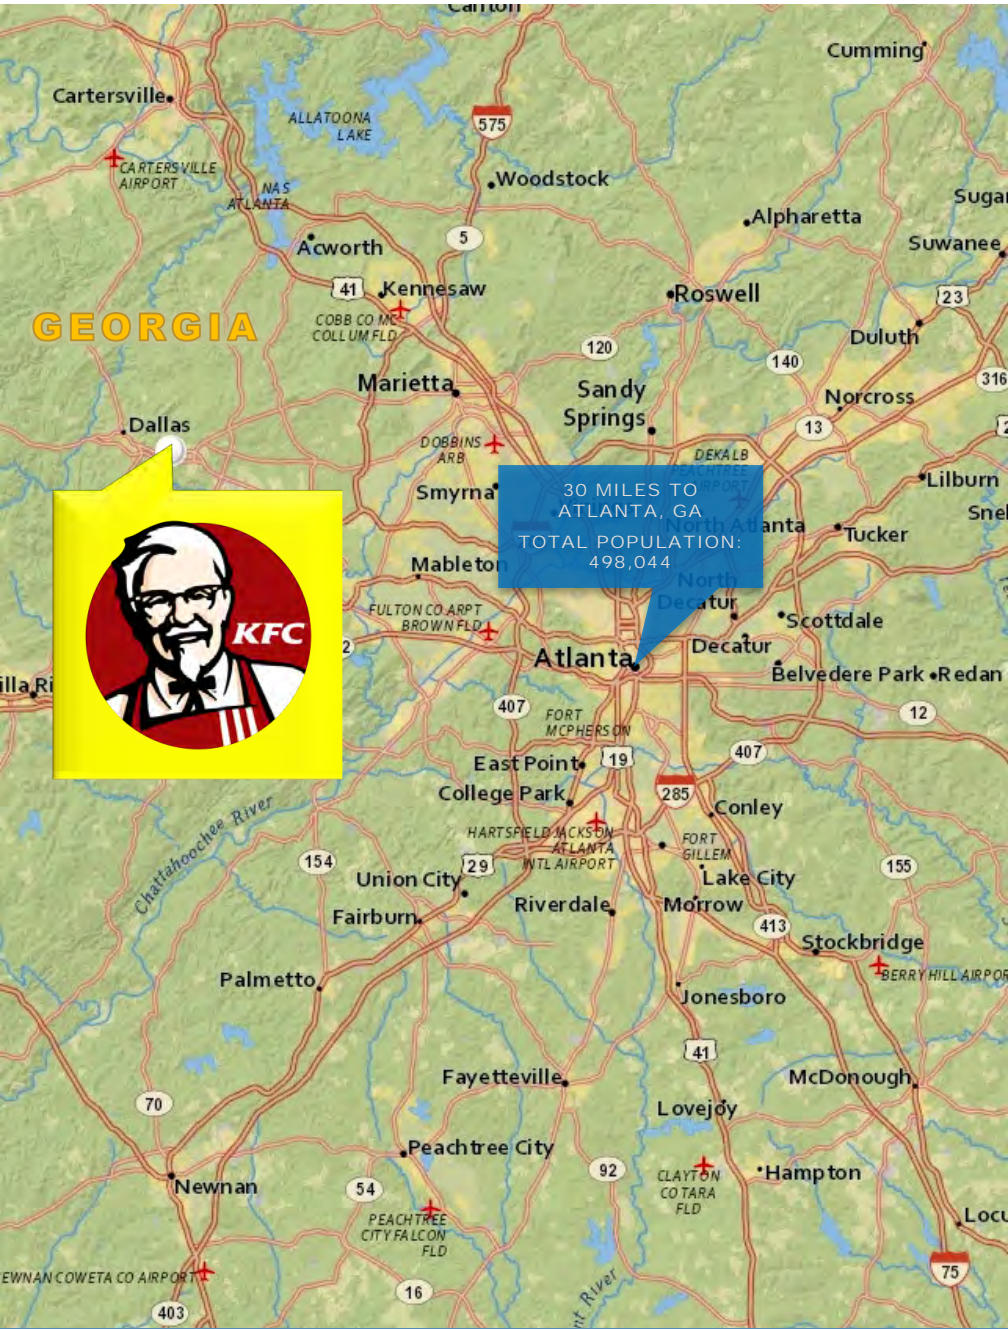 Canton
Cumming
Cartersville
ALLATOONA
LAKE
575
CARTERSVILLE
AIRPORT
Woodstock
NAS
ATLANTA
Sugar
Alpharetta
Acworth
5
Suwanee
41
Kennesaw
Roswell
23
GEORGIA
COBB CO MC
COLLUM FLD
Duluth
120
140
Marietta
Sandy
Springs
316
Norcross
Dallas
13
DOBBINS
ARB
DEKALB
PEACHTREE
AIRPORT
Smyrna
Lilburn
30 MILES TO
ATLANTA, GA
North Atlanta
TOTAL POPULATION:
498,044
Tucker
Mableton
North
Decatur
FULTON CO ARPT
BROWN FLD
Scottdale
KFC
Decatur
Atlanta
Belvedere Park
Redan
407
FORT
MCPHERSON
12
East Point
19
407
College Park
285
Conley
Chattahoochee River
HARTSFIELD JACKSON
ATLANTA
INTL AIRPORT
FORT
GILLEM
154
29
155
Union City
Lake City
Fairburn
Riverdale
Morrow
413
Stockbridge
BERRY HILL AIRPOR
Palmetto
Jonesboro
41
Fayetteville
McDonough
70
Lovejoy
Peachtree City
92
CLAYTON
CO TARA
FLD
Hampton
Newnan
54
PEACHTREE
CITY FALCON
FLD
Locu
EWNAN COWETA CO AIRPORT
75
16
nt River
403